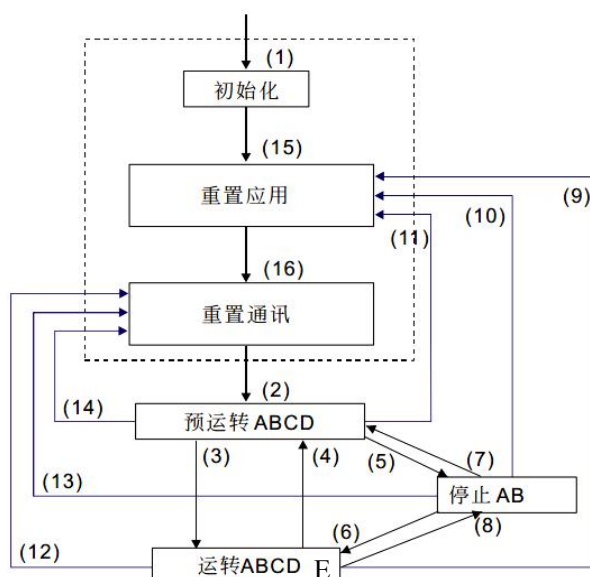 (1)
初始化
(15)
重置应用
(9)
(10)
(11)
(16)
重置通讯
(2)
(14)
预运转 ABCD
(3)
(4)
(5)
(7)
(13)
停止 AB
(6)
(8)
(12)
运转ABCD E